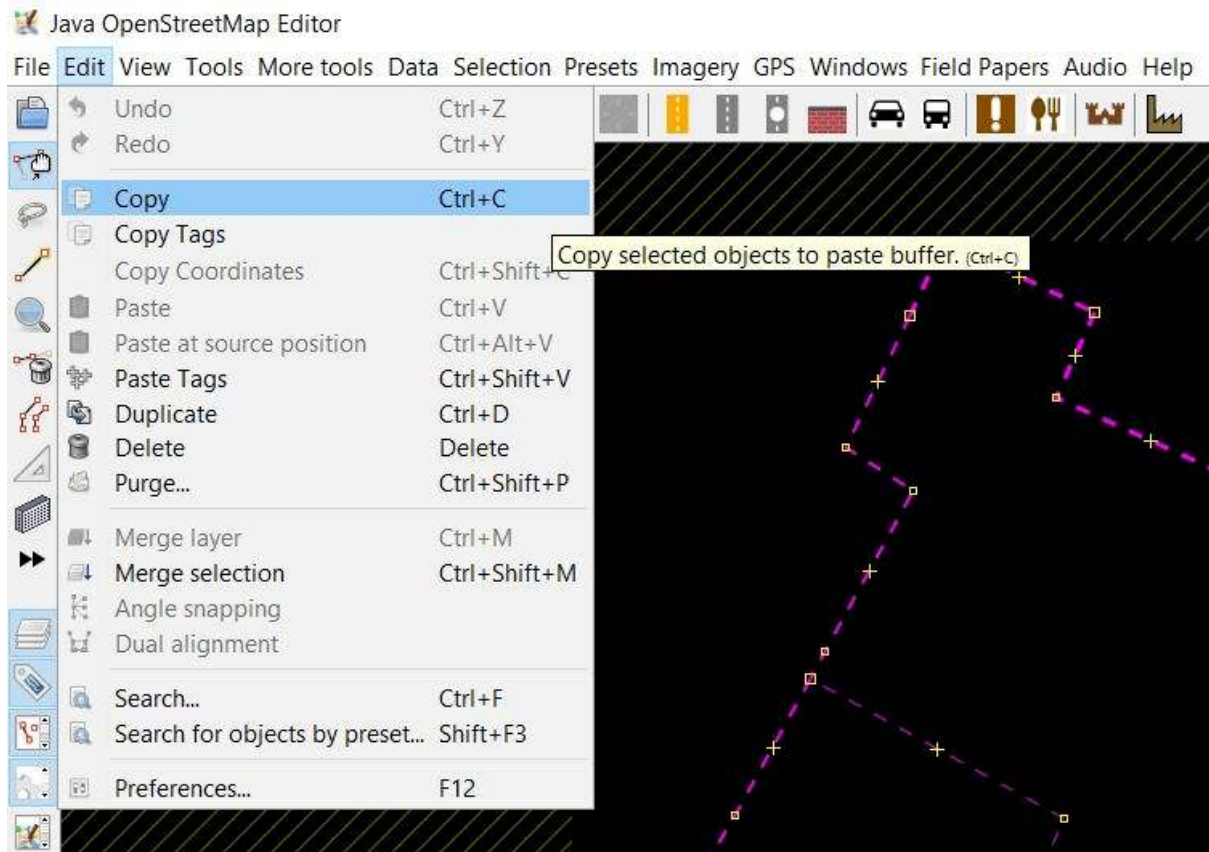 Java OpenStreetMap Editor
File Edit View Tools More tools Data Selection Presets Imagery GPS Windows Field Papers Audio Help
Undo Ctrl+Z
Redo Ctrl+Y
Copy Ctrl+C
Copy Tags
Copy selected objects to paste buffer. (Ctrl+C)
Copy Coordinates Ctrl+Shift+C
Paste Ctrl+V
Paste at source position Ctrl+Alt+V
Paste Tags Ctrl+Shift+V
Duplicate Ctrl+D
Delete Delete
Purge... Ctrl+Shift+P
Merge layer Ctrl+M
Merge selection Ctrl+Shift+M
Angle snapping
Dual alignment
Search... Ctrl+F
Search for objects by preset... Shift+F3
Preferences... F12